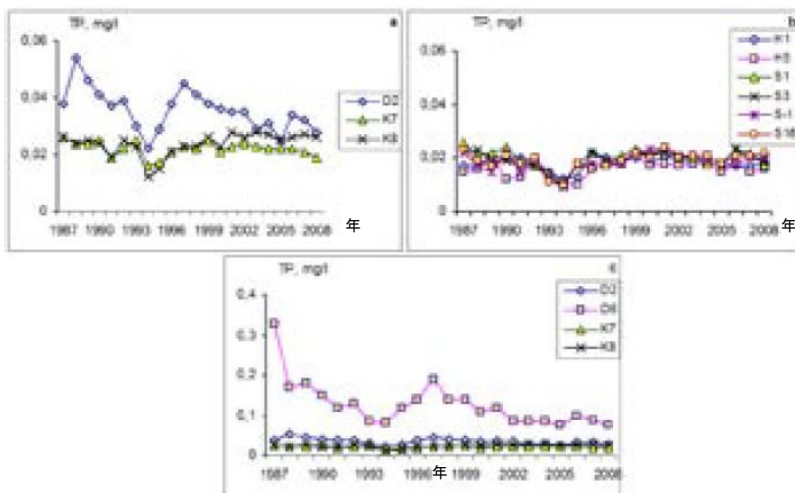 TP, mg/l
a
0,06
0,04
0,02
0
1987 1990 1993 1996 1999 2002 2005 2008 年
D2
K7
K8
TP, mg/l
b
0,06
0,04
0,02
0
1987 1990 1993 1996 1999 2002 2005 2008 年
S1
S3
TP, mg/l
c
0,4
0,3
0,2
0,1
0
1987 1990 1993 1996 年 1999 2002 2005 2008
D2
D6
K7
K8